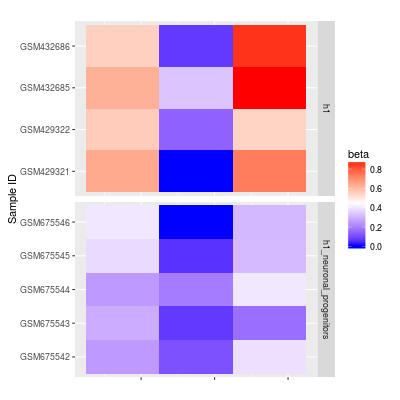 GSM432686
GSM432685
GSM429322
GSM429321
h1
GSM675546
GSM675545
GSM675544
GSM675543
GSM675542
h1_neuronal_progenitors
Sample ID
beta
0.8
0.6
0.4
0.2
0.0